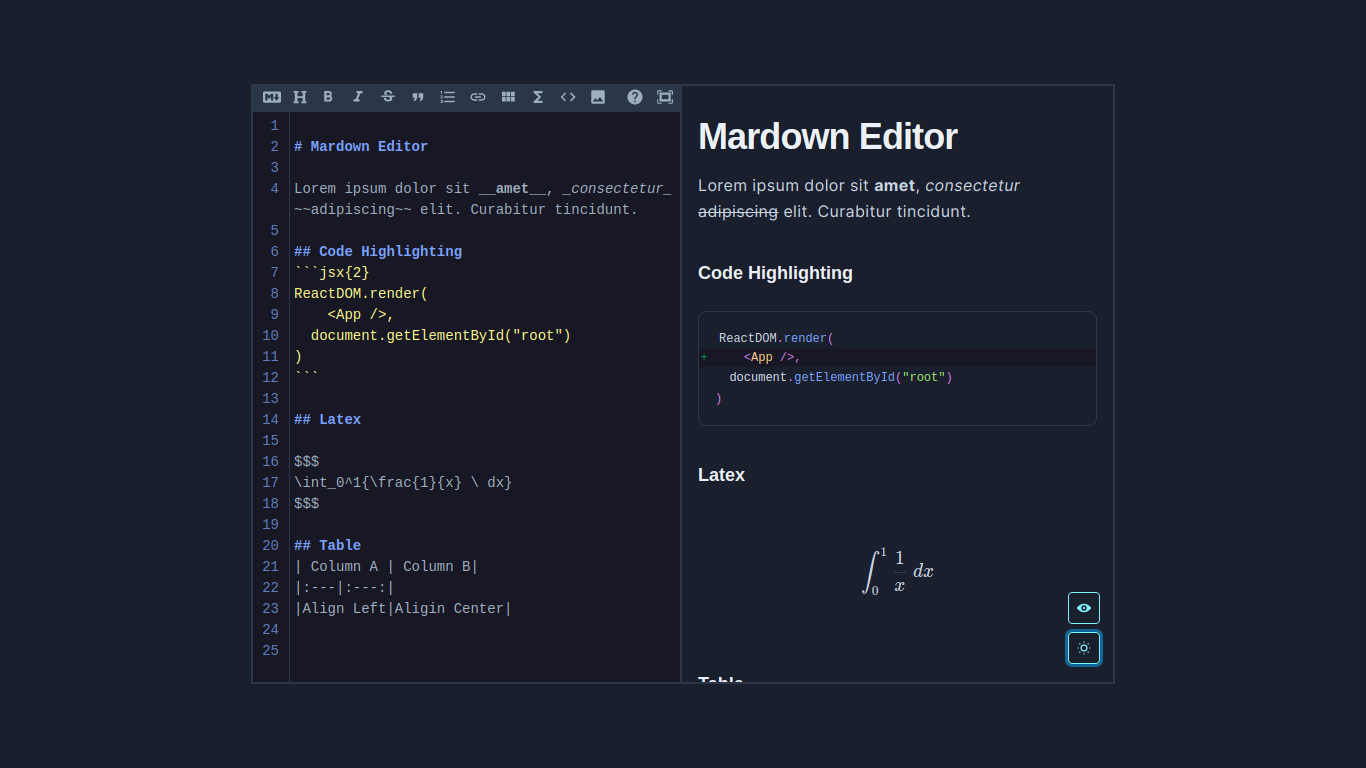 1
2 # Mardown Editor
3
4 Lorem ipsum dolor sit __amet__, _consectetur_
~~adipiscing~~ elit. Curabitur tincidunt.
5
6 ## Code Highlighting
7 ```jsx{2}
8 ReactDOM.render(
9 <App />,
10 document.getElementById("root")
11 )
12 ```
13
14 ## Latex
15
16 $$$
17 \int_0^1{\frac{1}{x} \ dx}
18 $$$
19
20 ## Table
21 | Column A | Column B|
22 |:---|:---:|
23 |Align Left|Aligin Center|
24
25
Mardown Editor
Lorem ipsum dolor sit amet, consectetur
adipiscing elit. Curabitur tincidunt.
Code Highlighting
ReactDOM.render(
+ <App />,
document.getElementById("root")
)
Latex
∫₀¹ 1/x dx
Table